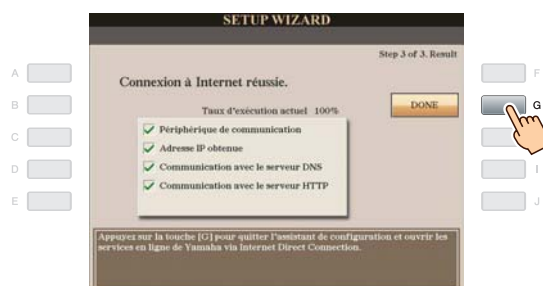 SETUP WIZARD
Step 3 of 3. Result
Connexion à Internet réussie.
Taux d'exécution actuel 100%
DONE
Périphérique de communication
Adresse IP obtenue
Communication avec le serveur DNS
Communication avec le serveur HTTP
Appuyez sur la touche [G] pour quitter l'assistant de configuration et ouvrir les
services en ligne de Yamaha via Internet Direct Connection.
A
B
C
D
E
F
G
I
J